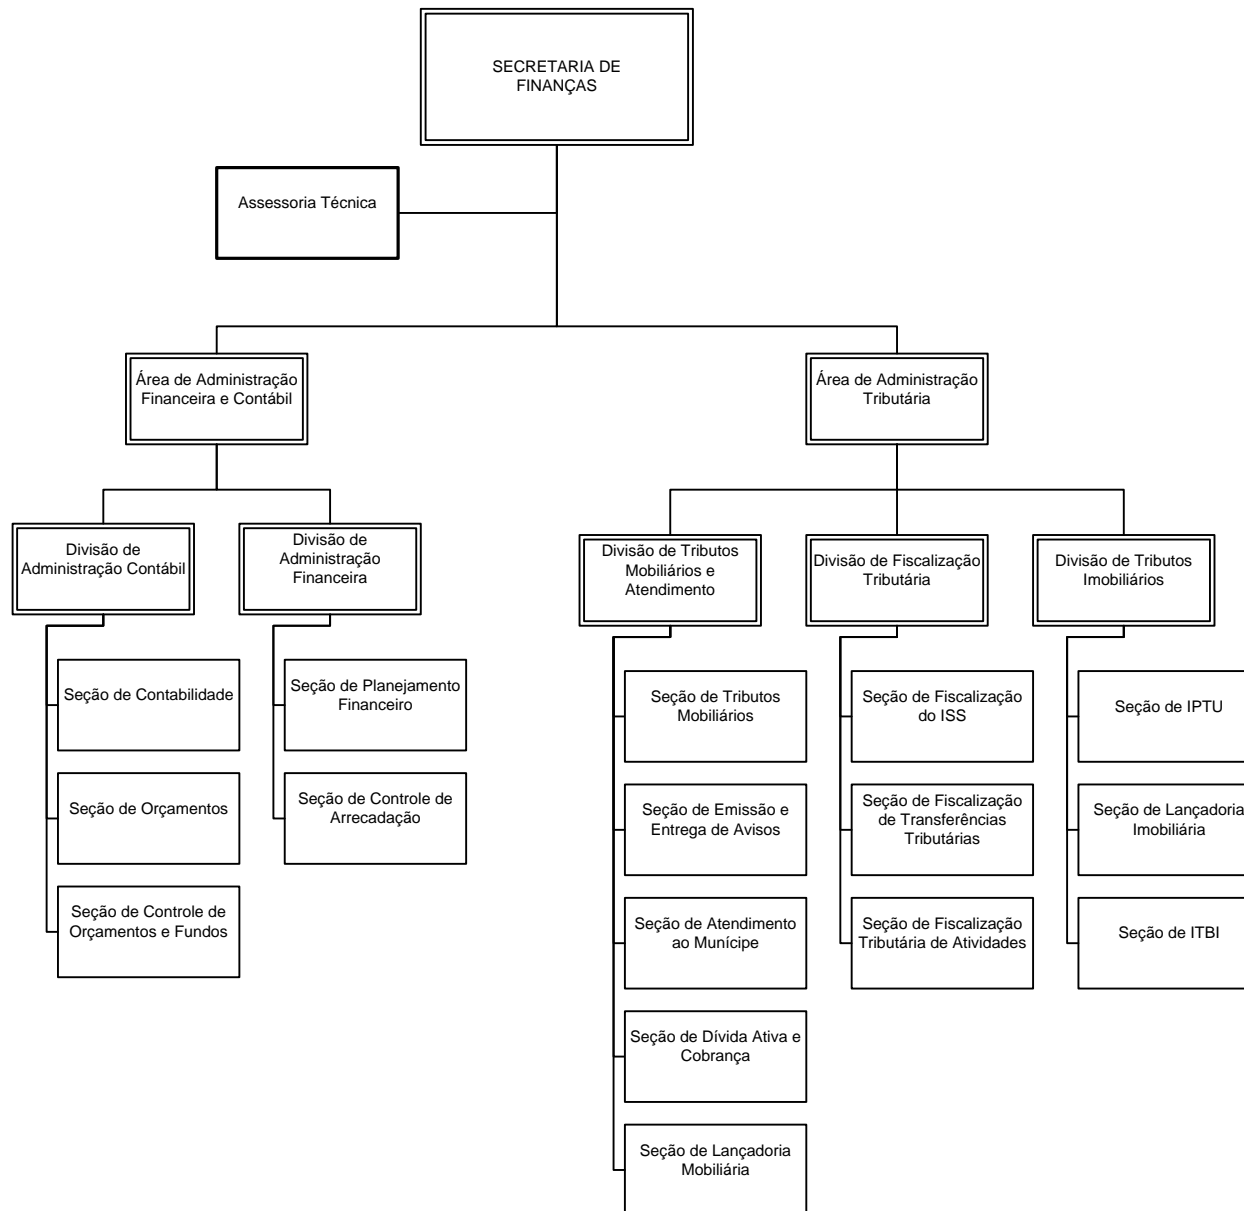 SECRETARIA DE
FINANÇAS
Assessoria Técnica
Área de Administração
Financeira e Contábil
Área de Administração
Tributária
Divisão de
Administração Contábil
Divisão de
Administração
Financeira
Divisão de Tributos
Mobiliários e
Atendimento
Divisão de Fiscalização
Tributária
Divisão de Tributos
Imobiliários
Seção de Contabilidade
Seção de Orçamentos
Seção de Controle de
Orçamentos e Fundos
Seção de Planejamento
Financeiro
Seção de Controle de
Arrecadação
Seção de Tributos
Mobiliários
Seção de Emissão e
Entrega de Avisos
Seção de Atendimento
ao Munícipe
Seção de Dívida Ativa e
Cobrança
Seção de Lançadoria
Mobiliária
Seção de Fiscalização
do ISS
Seção de Fiscalização
de Transferências
Tributárias
Seção de Fiscalização
Tributária de Atividades
Seção de IPTU
Seção de Lançadoria
Imobiliária
Seção de ITBI